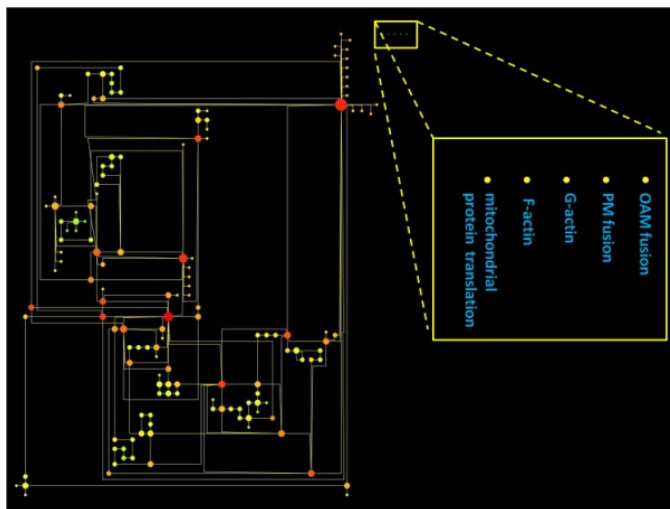 OAM fusion
PM fusion
G-actin
F-actin
mitochondrial
protein translation